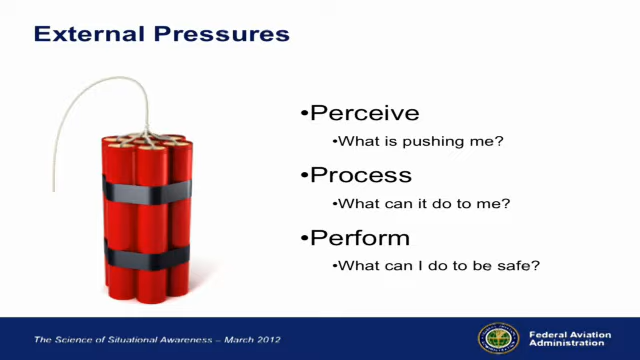 External Pressures
•Perceive
•What is pushing me?
•Process
•What can it do to me?
•Perform
•What can I do to be safe?
The Science of Situational Awareness – March 2012
Federal Aviation
Administration